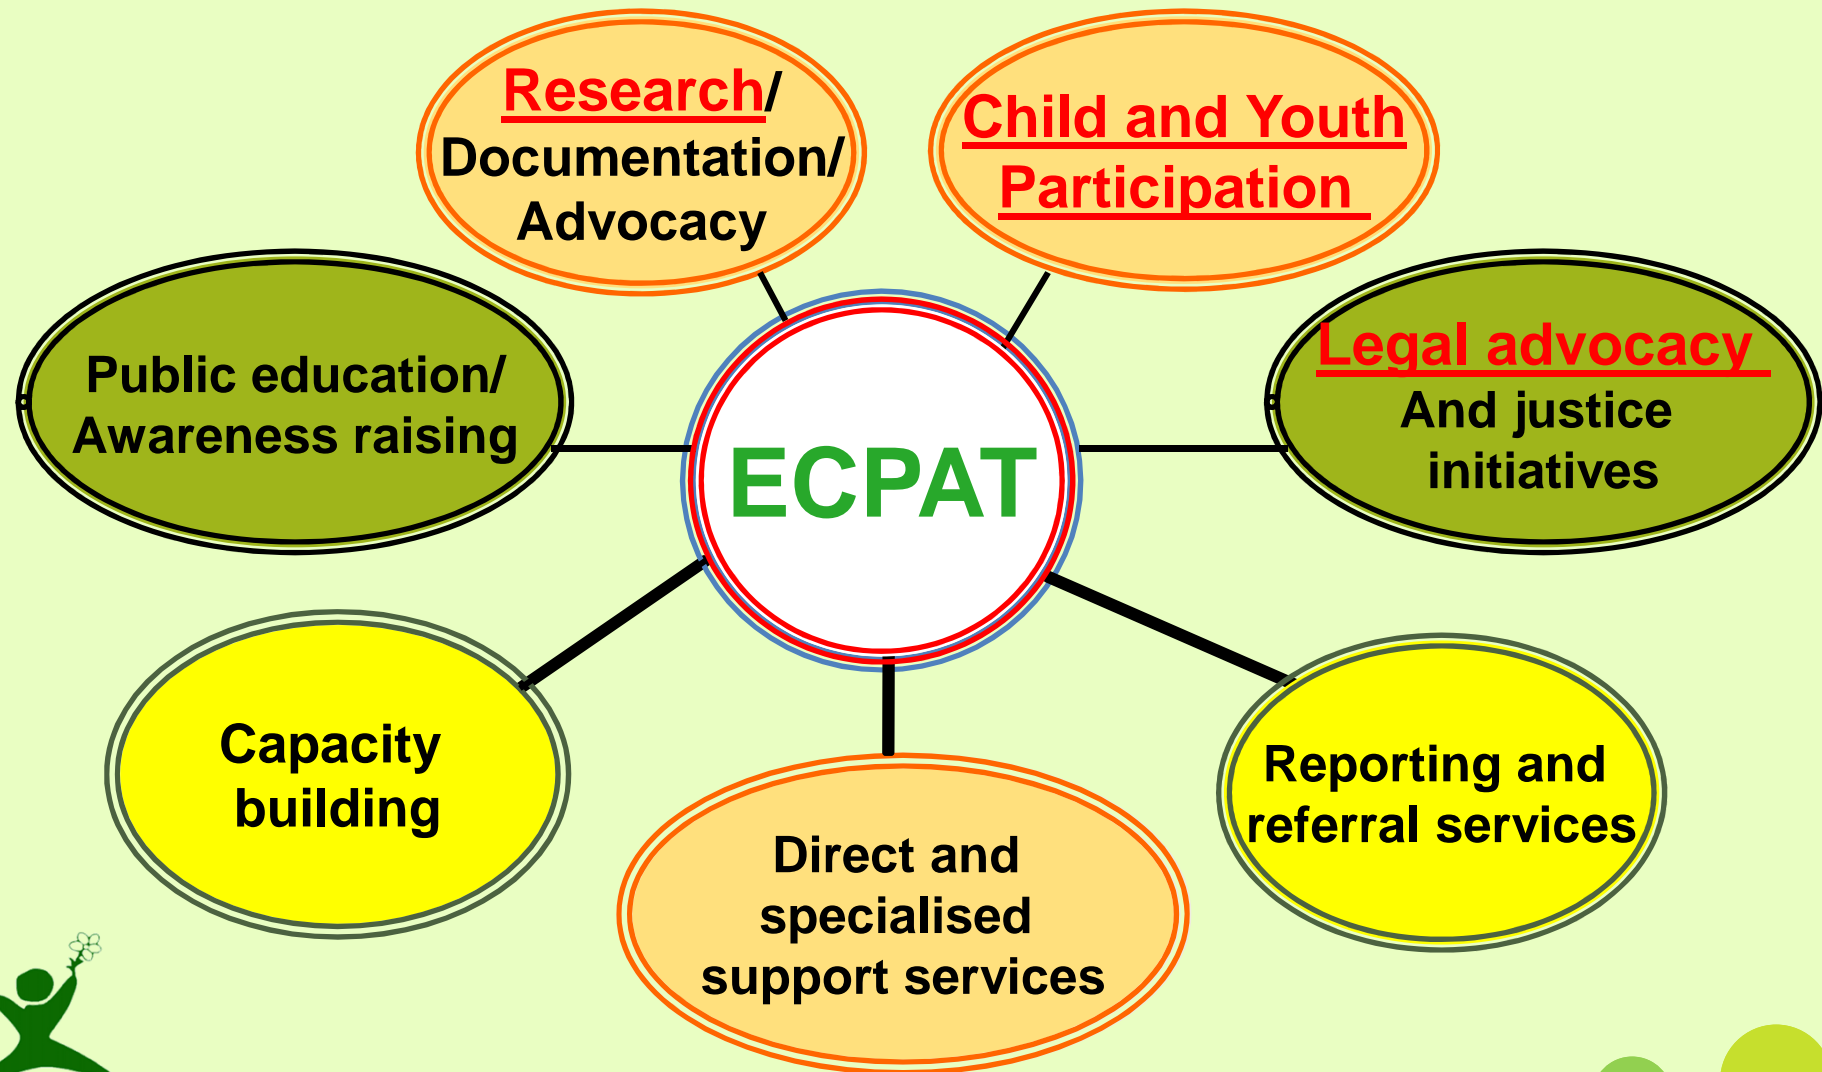 Research/
Documentation/
Advocacy
Child and Youth
Participation
Public education/
Awareness raising
Legal advocacy
And justice
initiatives
ECPAT
Capacity
building
Direct and
specialised
support services
Reporting and
referral services